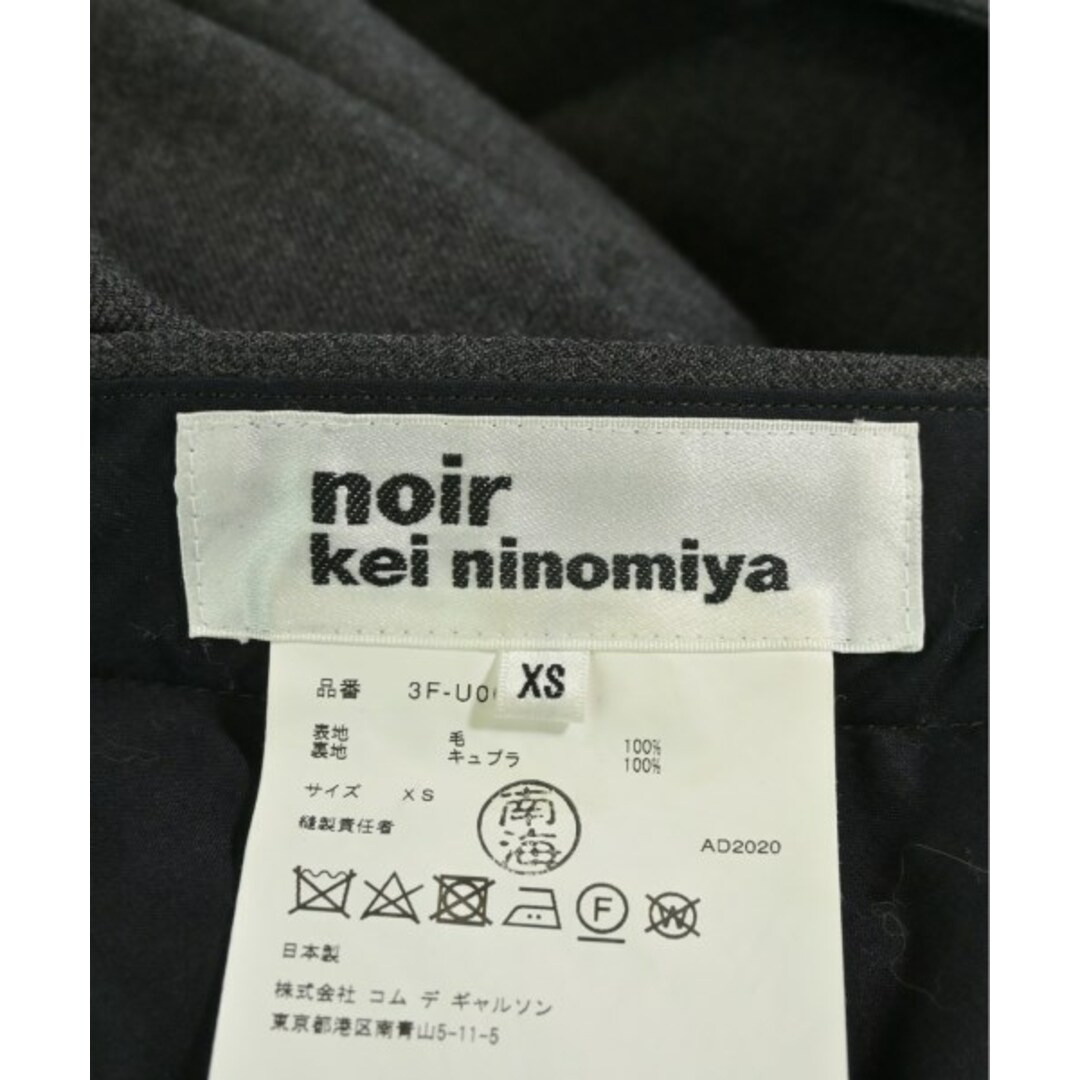 noir
kei ninomiya
XS
品番 3F-U0
表地 毛 100%
裏地 キュプラ 100%
サイズ XS
縫製責任者 南海 AD2020
F W
日本製
株式会社 コム デ ギャルソン
東京都港区南青山5-11-5